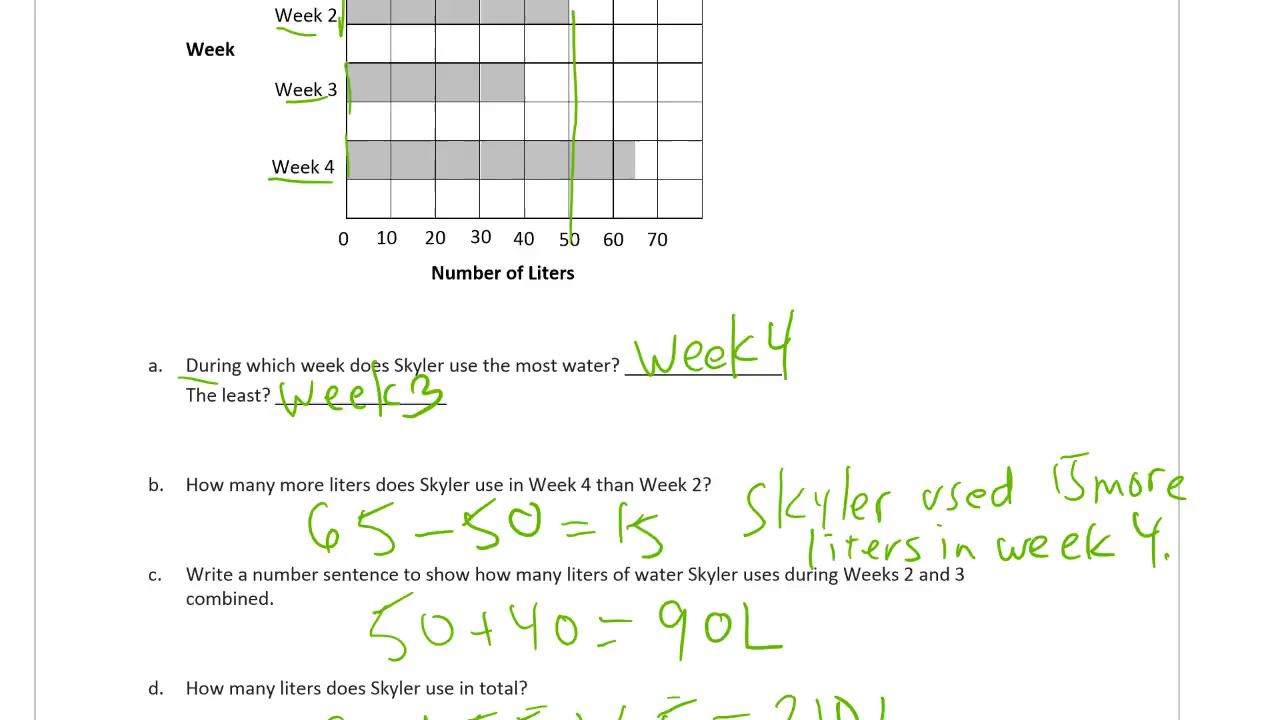 Week 2
Week
Week 3
Week 4
0 10 20 30 40 50 60 70
Number of Liters
a. During which week does Skyler use the most water? Week 4
The least? Week 3
b. How many more liters does Skyler use in Week 4 than Week 2? Skyler used 15 more
65 - 50 = 15 liters in week 4.
c. Write a number sentence to show how many liters of water Skyler uses during Weeks 2 and 3
combined.
50 + 40 = 90L
d. How many liters does Skyler use in total?